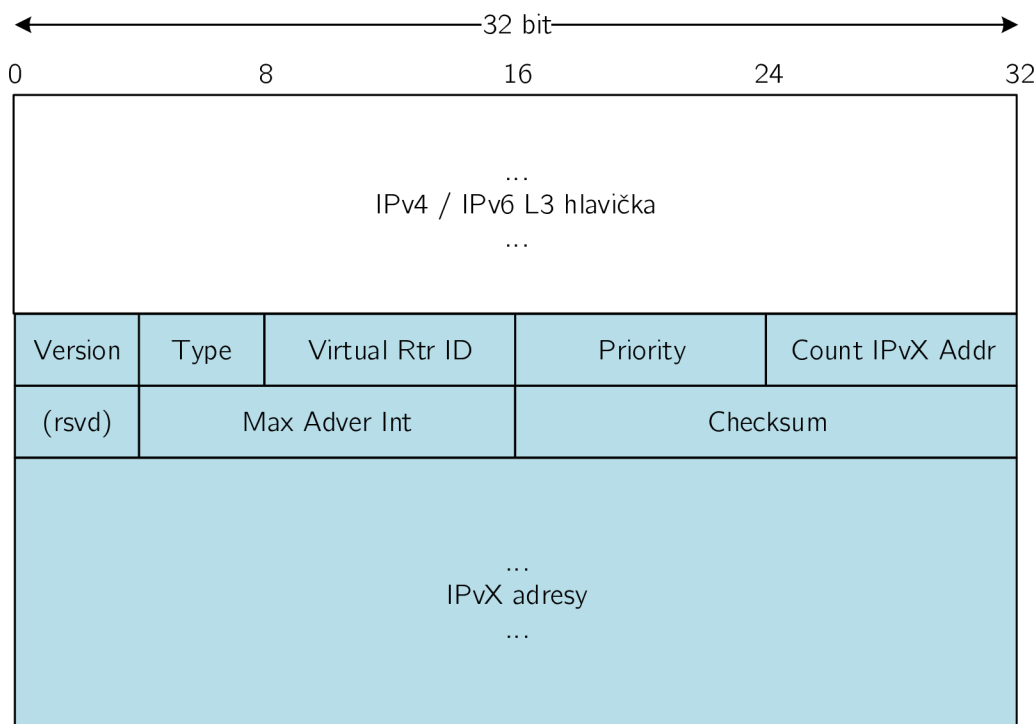 32 bit
0 8 16 24 32
...
IPv4 / IPv6 L3 hlavička
...
Version Type Virtual Rtr ID Priority Count IPvX Addr
(rsvd) Max Adver Int Checksum
...
IPvX adresy
...